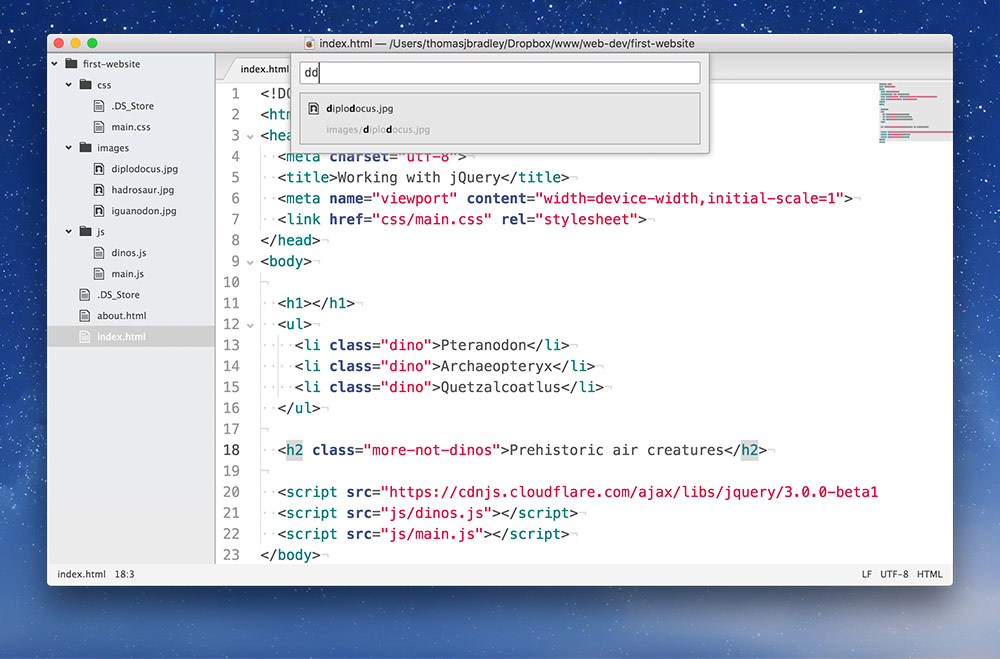 index.html — /Users/thomasjbradley/Dropbox/www/web-dev/first-website
first-website
css
.DS_Store
main.css
images
diplodocus.jpg
hadrosaur.jpg
iguanodon.jpg
js
dinos.js
main.js
.DS_Store
about.html
index.html
index.html
dd
diplodocus.jpg
images/diplodocus.jpg
1 <!DO
2 <htm
3 <hea
4 <meta charset="utf-8">
5 <title>Working with jQuery</title>
6 <meta name="viewport" content="width=device-width,initial-scale=1">
7 <link href="css/main.css" rel="stylesheet">
8 </head>
9 <body>
10
11 <h1></h1>
12 <ul>
13 <li class="dino">Pteranodon</li>
14 <li class="dino">Archaeopteryx</li>
15 <li class="dino">Quetzalcoatlus</li>
16 </ul>
17
18 <h2 class="more-not-dinos">Prehistoric air creatures</h2>
19
20 <script src="https://cdnjs.cloudflare.com/ajax/libs/jquery/3.0.0-beta1
21 <script src="js/dinos.js"></script>
22 <script src="js/main.js"></script>
23 </body>
index.html 18:3
LF UTF-8 HTML